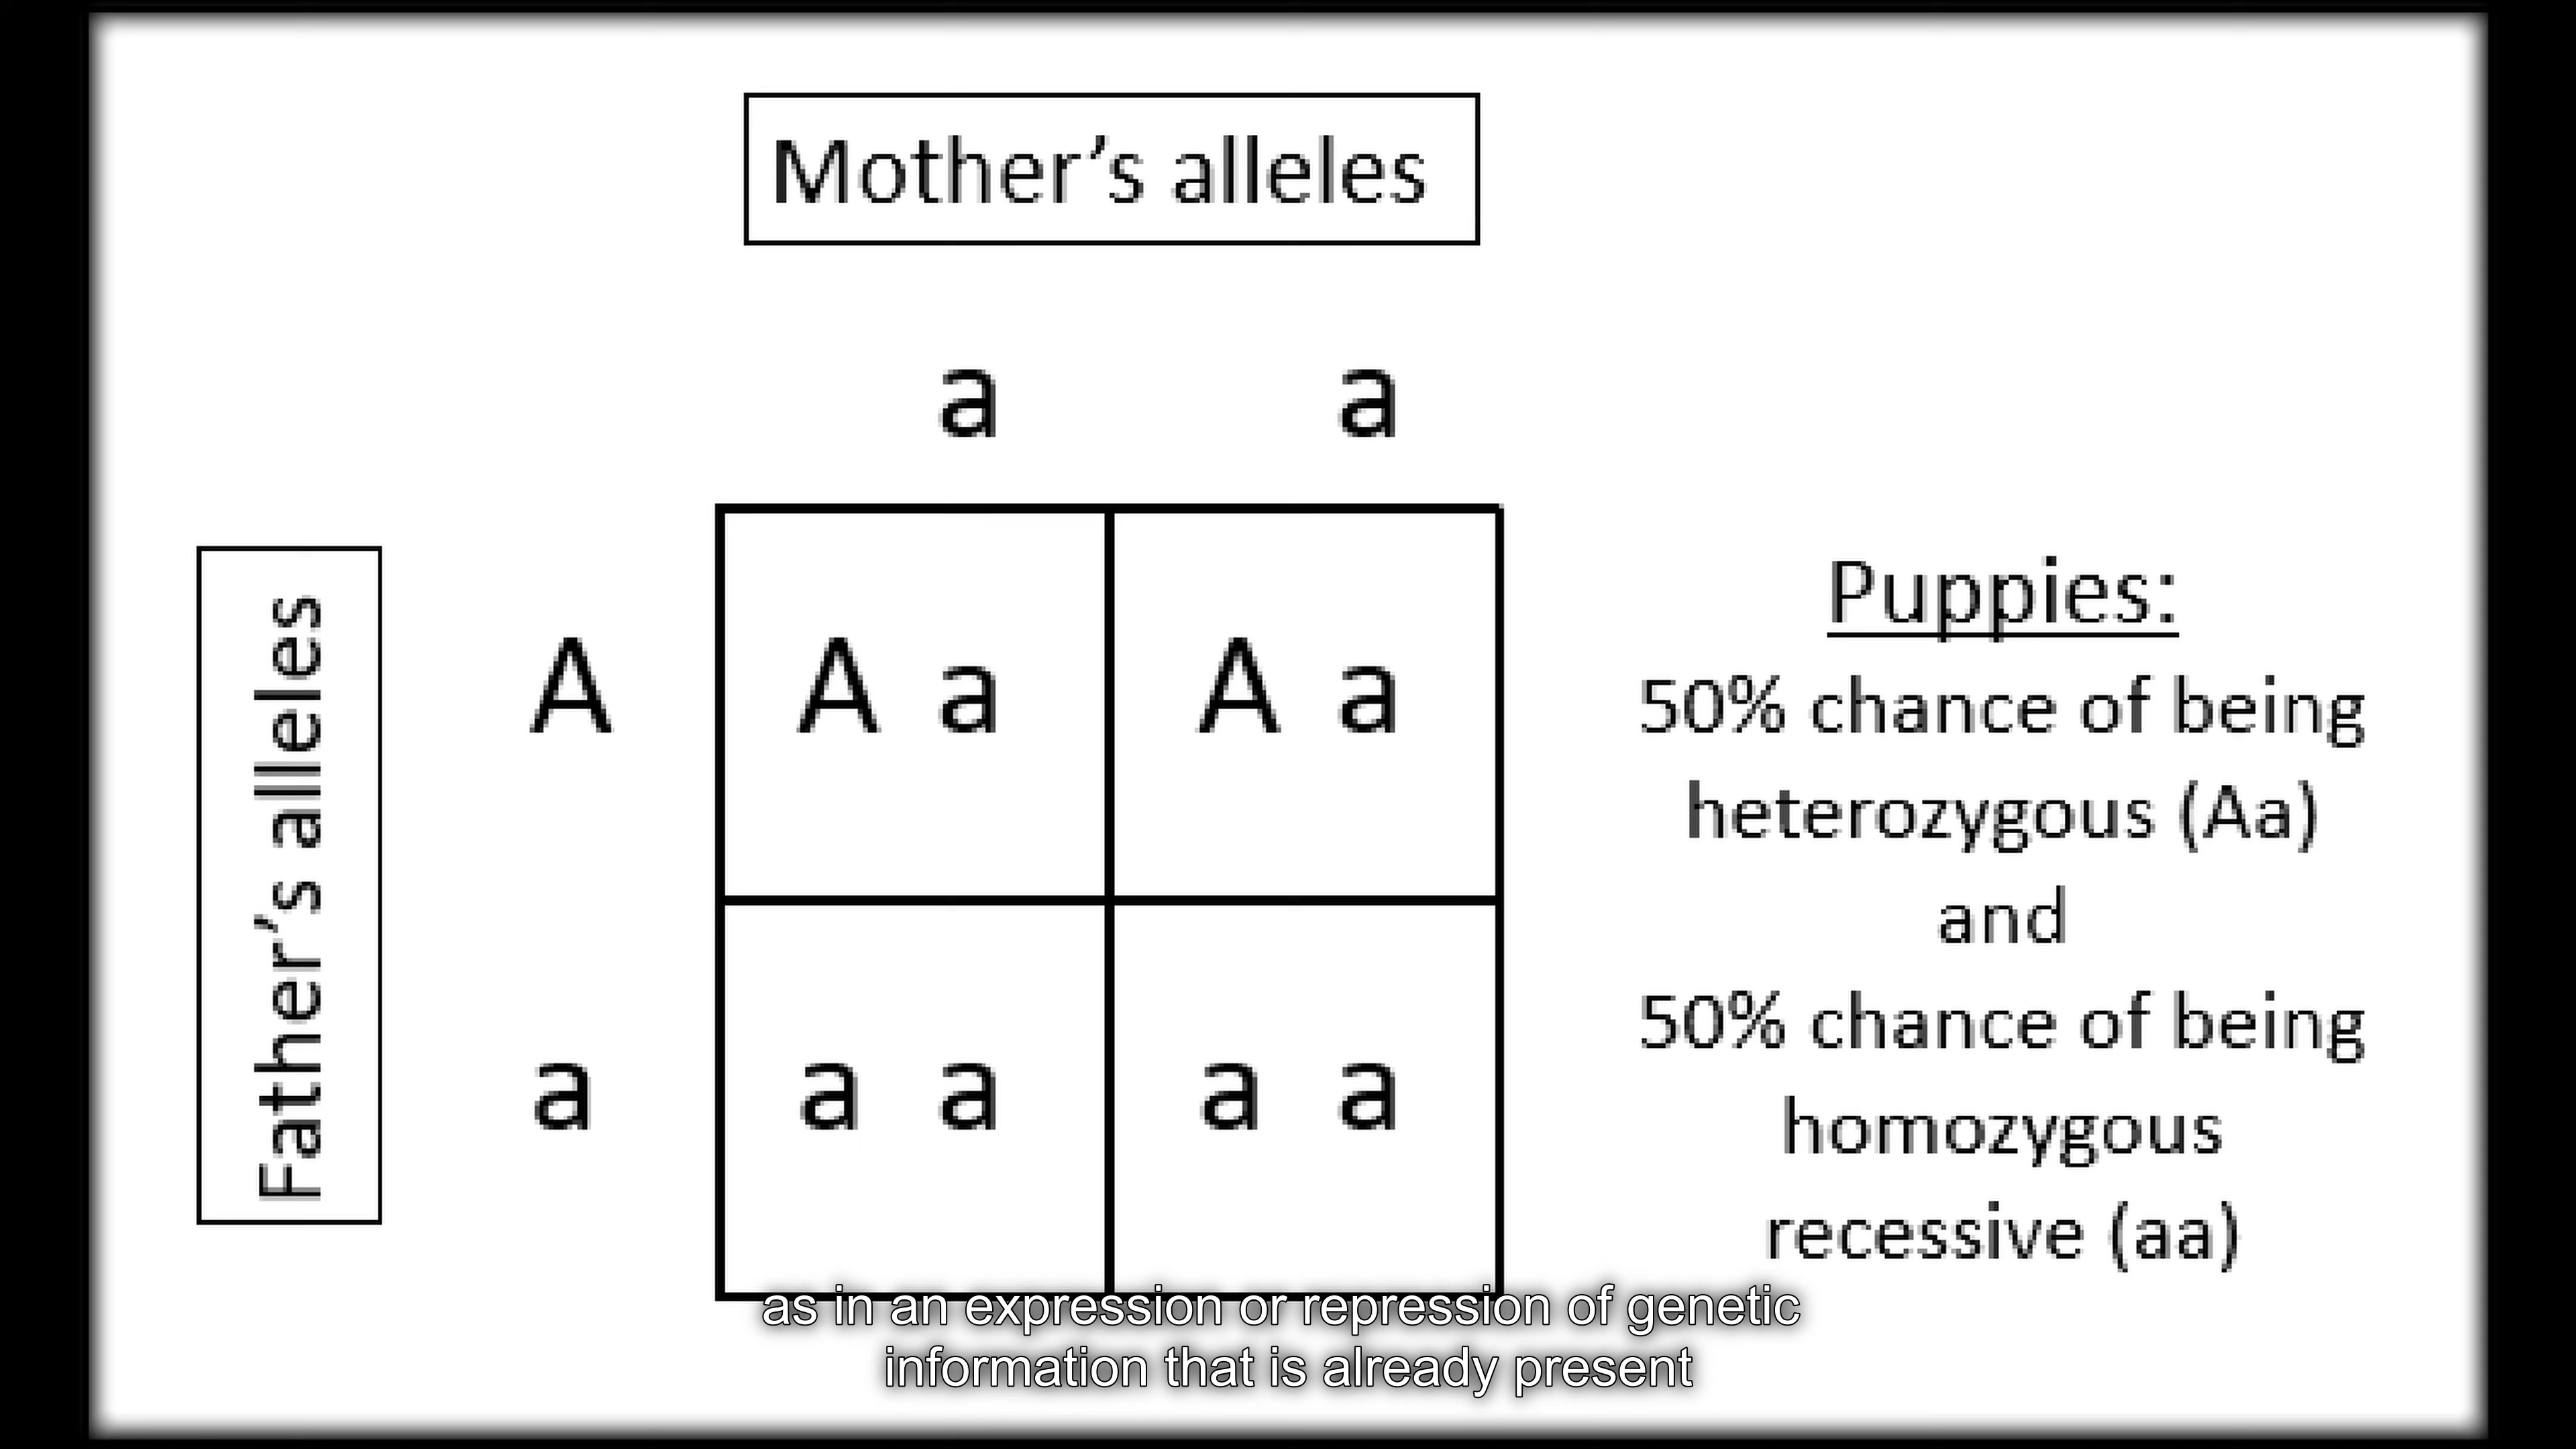 Mother's alleles
a a
Father's alleles
A A a A a
a a a a a
Puppies:
50% chance of being
heterozygous (Aa)
and
50% chance of being
homozygous
recessive (aa)
as in an expression or repression of genetic
information that is already present